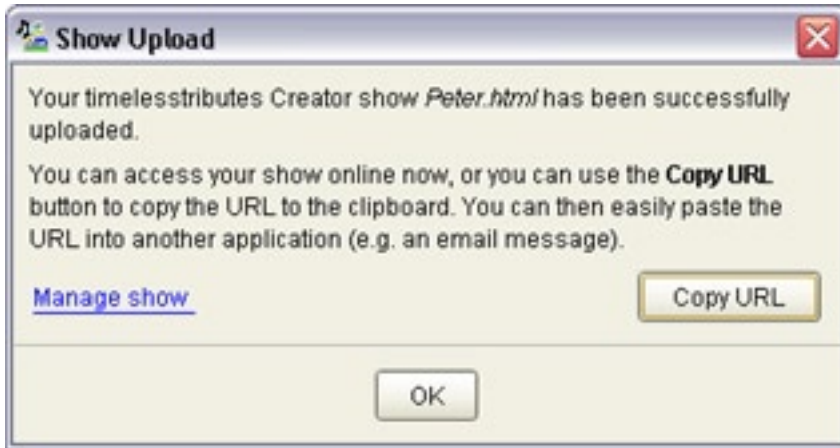 Show Upload
Your timelesstributes Creator show Peter.html has been successfully
uploaded.
You can access your show online now, or you can use the Copy URL
button to copy the URL to the clipboard. You can then easily paste the
URL into another application (e.g. an email message).
Manage show
Copy URL
OK